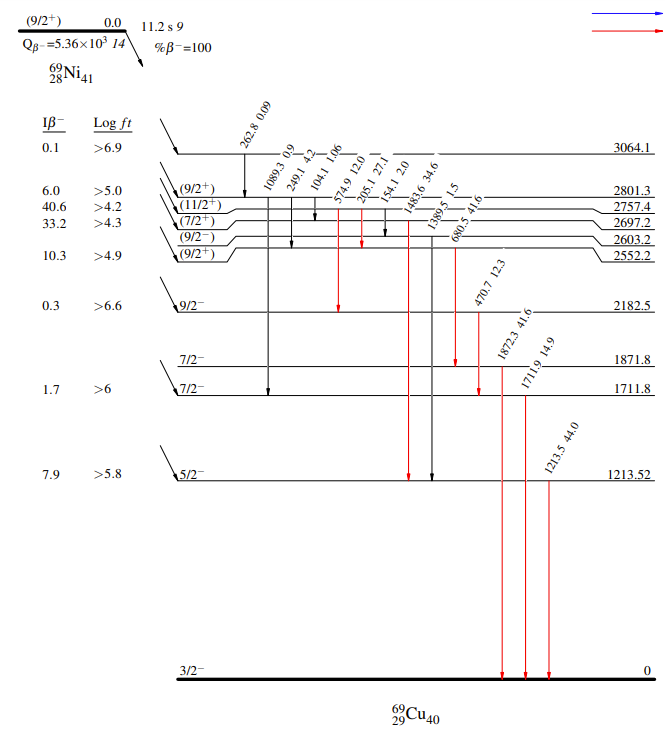 (9/2⁺) 0.0 11.2 s 9
Qβ⁻=5.36×10³ 14 %β⁻=100
⁶⁹₂₈Ni₄₁
Iβ⁻ Log ft
262.8 0.09
0.1 >6.9 3064.1
1089.3 0.9
249.1 4.2
104.1 1.06
574.9 12.0
205.1 27.1
154.1 2.0
1483.6 34.6
1389.5 1.5
680.5 41.6
6.0 >5.0 (9/2⁺) 2801.3
40.6 >4.2 (11/2⁺) 2757.4
33.2 >4.3 (7/2⁺) 2697.2
(9/2⁻) 2603.2
10.3 >4.9 (9/2⁺) 2552.2
470.7 12.3
0.3 >6.6 9/2⁻ 2182.5
1872.3 41.6
7/2⁻ 1871.8
1711.9 14.9
1.7 >6 7/2⁻ 1711.8
1213.5 44.0
7.9 >5.8 5/2⁻ 1213.52
3/2⁻ 0
⁶⁹₂₉Cu₄₀